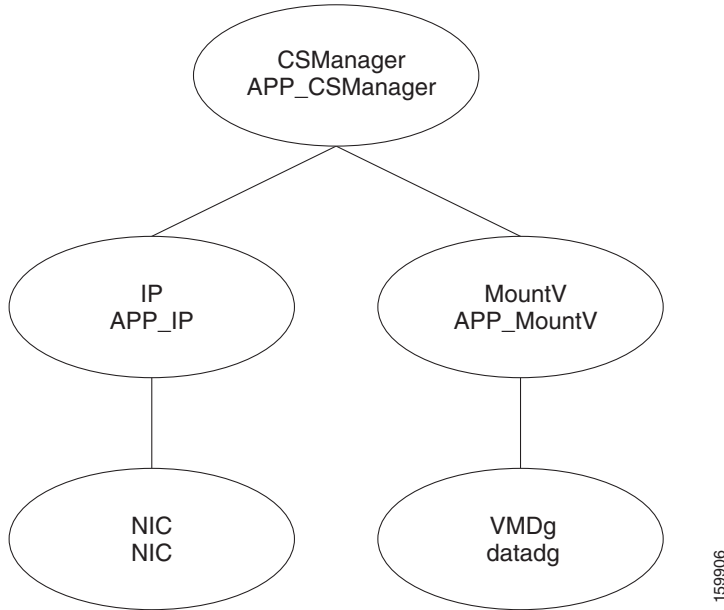 CSManager
APP_CSManager
IP
APP_IP
MountV
APP_MountV
NIC
NIC
VMDg
datadg
159906